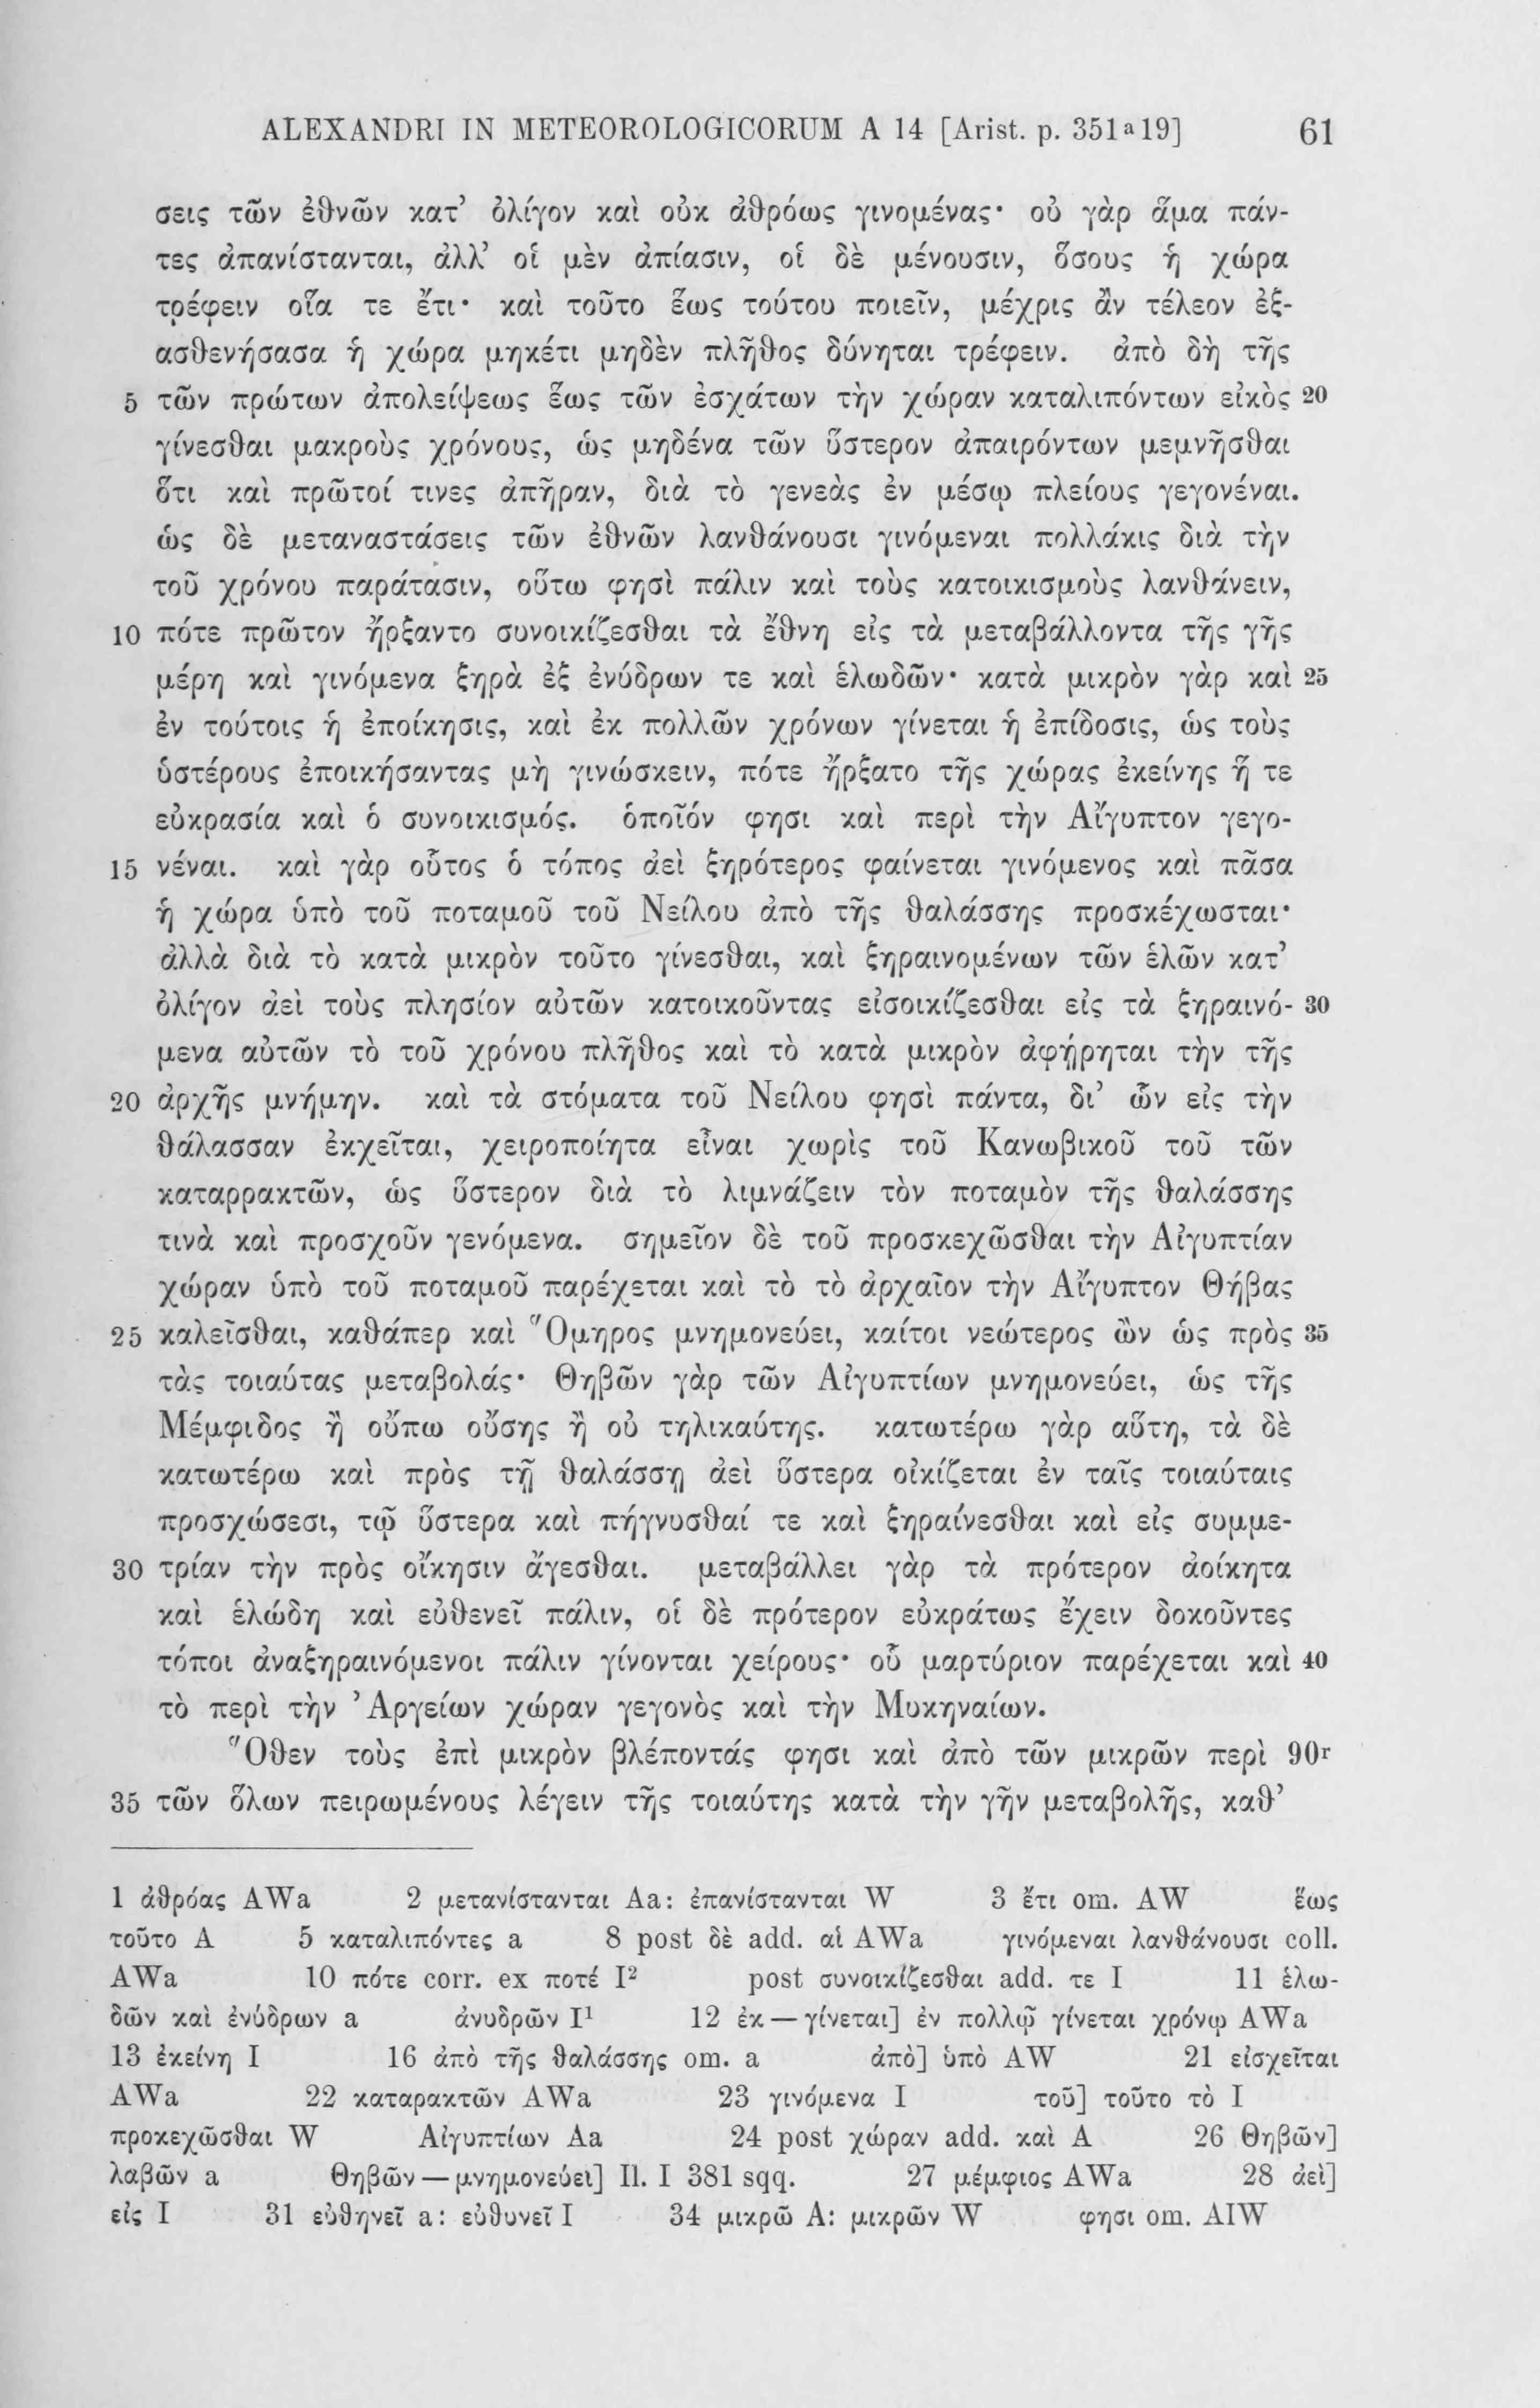 ALEXANDRI IN METEOROLOGICORUM A 14 [Arist. p. 351ᵃ19] 61
σεις τῶν ἐθνῶν κατ’ ὀλίγον καὶ οὐκ ἀθρόως γινομένας· οὐ γὰρ ἅμα πάν-
τες ἀπανίστανται, ἀλλ’ οἱ μὲν ἀπίασιν, οἱ δὲ μένουσιν, ὅσους ἡ χώρα
τρέφειν οἵα τε ἔτι· καὶ τοῦτο ἕως τούτου ποιεῖν, μέχρις ἂν τέλεον ἐξ-
ασθενήσασα ἡ χώρα μηκέτι μηδὲν πλῆθος δύνηται τρέφειν. ἀπὸ δὴ τῆς
5 τῶν πρώτων ἀπολείψεως ἕως τῶν ἐσχάτων τὴν χώραν καταλιπόντων εἰκὸς 20
γίνεσθαι μακροὺς χρόνους, ὡς μηδένα τῶν ὕστερον ἀπαιρόντων μεμνῆσθαι
ὅτι καὶ πρῶτοί τινες ἀπῆραν, διὰ τὸ γενεὰς ἐν μέσῳ πλείους γεγονέναι.
ὡς δὲ μεταναστάσεις τῶν ἐθνῶν λανθάνουσι γινόμεναι πολλάκις διὰ τὴν
τοῦ χρόνου παράτασιν, οὕτω φησὶ πάλιν καὶ τοὺς κατοικισμοὺς λανθάνειν,
10 πότε πρῶτον ἤρξαντο συνοικίζεσθαι τὰ ἔθνη εἰς τὰ μεταβάλλοντα τῆς γῆς
μέρη καὶ γινόμενα ξηρὰ ἐξ ἐνύδρων τε καὶ ἑλωδῶν· κατὰ μικρὸν γὰρ καὶ 25
ἐν τούτοις ἡ ἐποίκησις, καὶ ἐκ πολλῶν χρόνων γίνεται ἡ ἐπίδοσις, ὡς τοὺς
ὑστέρους ἐποικήσαντας μὴ γινώσκειν, πότε ἤρξατο τῆς χώρας ἐκείνης ἥ τε
εὐκρασία καὶ ὁ συνοικισμός. ὁποῖόν φησι καὶ περὶ τὴν Αἴγυπτον γεγο-
15 νέναι. καὶ γὰρ οὗτος ὁ τόπος ἀεὶ ξηρότερος φαίνεται γινόμενος καὶ πᾶσα
ἡ χώρα ὑπὸ τοῦ ποταμοῦ τοῦ Νείλου ἀπὸ τῆς θαλάσσης προσκέχωσται·
ἀλλὰ διὰ τὸ κατὰ μικρὸν τοῦτο γίνεσθαι, καὶ ξηραινομένων τῶν ἑλῶν κατ’
ὀλίγον ἀεὶ τοὺς πλησίον αὐτῶν κατοικοῦντας εἰσοικίζεσθαι εἰς τὰ ξηραινό- 30
μενα αὐτῶν τὸ τοῦ χρόνου πλῆθος καὶ τὸ κατὰ μικρὸν ἀφῄρηται τὴν τῆς
20 ἀρχῆς μνήμην. καὶ τὰ στόματα τοῦ Νείλου φησὶ πάντα, δι’ ὧν εἰς τὴν
θάλασσαν ἐκχεῖται, χειροποίητα εἶναι χωρὶς τοῦ Κανωβικοῦ τοῦ τῶν
καταρρακτῶν, ὡς ὕστερον διὰ τὸ λιμνάζειν τὸν ποταμὸν τῆς θαλάσσης
τινὰ καὶ προσχοῦν γενόμενα. σημεῖον δὲ τοῦ προσκεχῶσθαι τὴν Αἰγυπτίαν
χώραν ὑπὸ τοῦ ποταμοῦ παρέχεται καὶ τὸ τὸ ἀρχαῖον τὴν Αἴγυπτον Θήβας
25 καλεῖσθαι, καθάπερ καὶ Ὅμηρος μνημονεύει, καίτοι νεώτερος ὢν ὡς πρὸς 35
τὰς τοιαύτας μεταβολάς· Θηβῶν γὰρ τῶν Αἰγυπτίων μνημονεύει, ὡς τῆς
Μέμφιδος ἢ οὔπω οὔσης ἢ οὐ τηλικαύτης. κατωτέρω γὰρ αὕτη, τὰ δὲ
κατωτέρω καὶ πρὸς τῇ θαλάσσῃ ἀεὶ ὕστερα οἰκίζεται ἐν ταῖς τοιαύταις
προσχώσεσι, τῷ ὕστερα καὶ πήγνυσθαί τε καὶ ξηραίνεσθαι καὶ εἰς συμμε-
30 τρίαν τὴν πρὸς οἴκησιν ἄγεσθαι. μεταβάλλει γὰρ τὰ πρότερον ἀοίκητα
καὶ ἑλώδη καὶ εὐθενεῖ πάλιν, οἱ δὲ πρότερον εὐκράτως ἔχειν δοκοῦντες
τόποι ἀναξηραινόμενοι πάλιν γίνονται χείρους· οὗ μαρτύριον παρέχεται καὶ 40
τὸ περὶ τὴν Ἀργείων χώραν γεγονὸς καὶ τὴν Μυκηναίων.
Ὅθεν τοὺς ἐπὶ μικρὸν βλέποντάς φησι καὶ ἀπὸ τῶν μικρῶν περὶ 90ʳ
35 τῶν ὅλων πειρωμένους λέγειν τῆς τοιαύτης κατὰ τὴν γῆν μεταβολῆς, καθ’
1 ἀθρόας AWa 2 μετανίστανται Aa: ἐπανίστανται W 3 ἔτι om. AW ἕως
τοῦτο A 5 καταλιπόντες a 8 post δὲ add. αἱ AWa γινόμεναι λανθάνουσι coll.
AWa 10 πότε corr. ex ποτέ I² post συνοικίζεσθαι add. τε I 11 ἑλω-
δῶν καὶ ἐνύδρων a ἀνυδρῶν I¹ 12 ἐκ — γίνεται] ἐν πολλῷ γίνεται χρόνῳ AWa
13 ἐκείνη I 16 ἀπὸ τῆς θαλάσσης om. a ἀπὸ] ὑπὸ AW 21 εἰσχεῖται
AWa 22 καταρακτῶν AWa 23 γινόμενα I τοῦ] τοῦτο τὸ I
προκεχῶσθαι W Αἰγυπτίων Aa 24 post χώραν add. καὶ A 26 Θηβῶν]
λαβῶν a Θηβῶν — μνημονεύει] Il. I 381 sqq. 27 μέμφιος AWa 28 ἀεὶ]
εἰς I 31 εὐθηνεῖ a: εὐθυνεῖ I 34 μικρῶ A: μικρῶν W φησι om. AIW